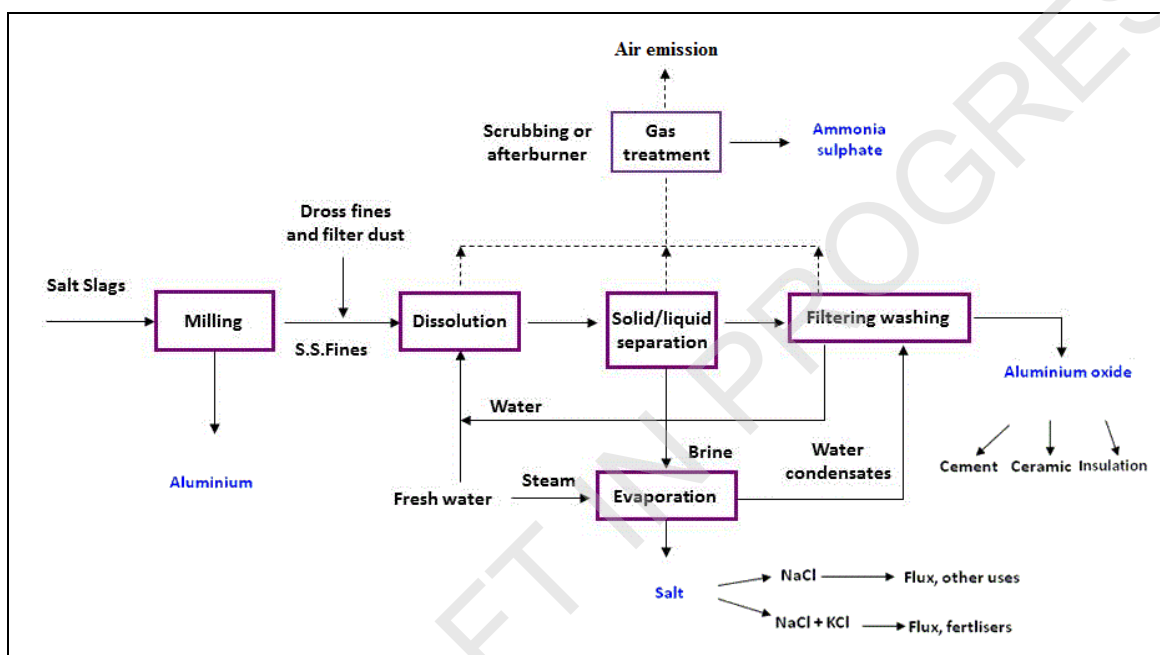 Air emission
Scrubbing or
afterburner
Gas
treatment
Ammonia
sulphate
Dross fines
and filter dust
Salt Slags
Milling
S.S.Fines
Dissolution
Solid/liquid
separation
Filtering washing
Aluminium oxide
Water
Brine
Water
condensates
Cement
Ceramic
Insulation
Aluminium
Fresh water
Steam
Evaporation
Salt
NaCl
Flux, other uses
NaCl + KCl
Flux, fertlisers
FT IN PROGRES